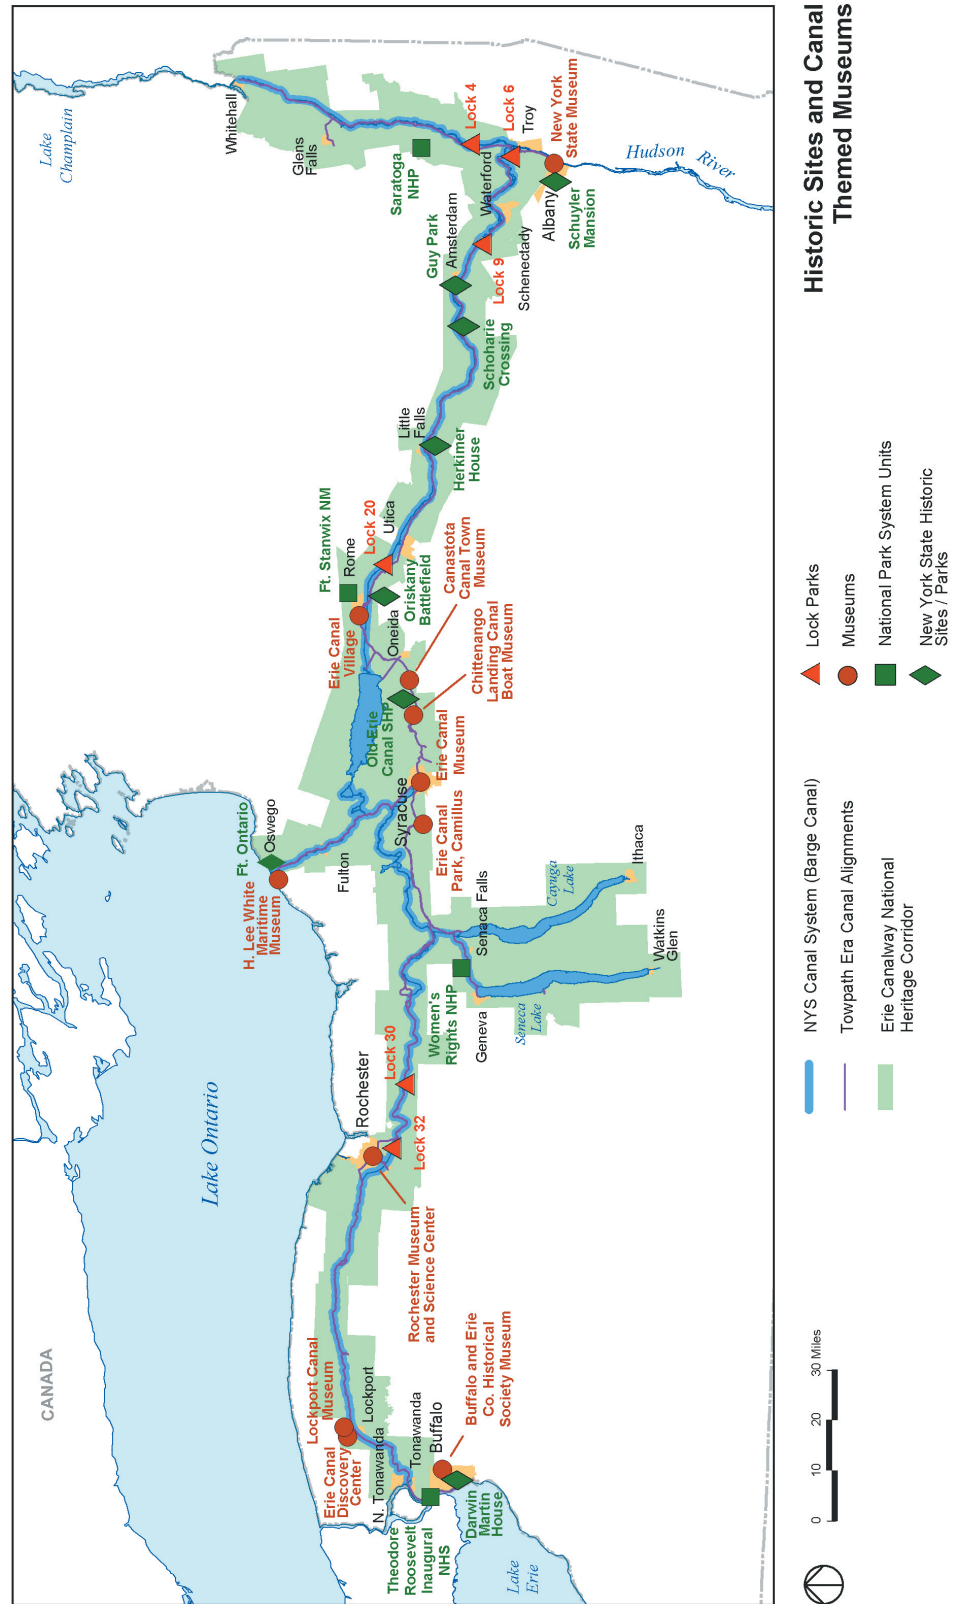 CANADA
Lake Ontario
Lake
Erie
Lake
Champlain
Hudson River
Seneca
Lake
Cayuga
Lake
Theodore
Roosevelt
Inaugural
NHS
Darwin
Martin
House
Buffalo and Erie
Co. Historical
Society Museum
Buffalo
Tonawanda
N. Tonawanda
Erie Canal
Discovery
Center
Lockport Canal
Museum
Lockport
Rochester Museum
and Science Center
Rochester
Lock 32
Lock 30
Women's
Rights NHP
Geneva
Senaca Falls
Watkins
Glen
Ithaca
H. Lee White
Maritime
Museum
Ft. Ontario
Oswego
Fulton
Syracuse
Erie Canal
Park, Camillus
Erie Canal
Museum
Old Erie
Canal SHP
Chittenango
Landing Canal
Boat Museum
Canastota
Canal Town
Museum
Oneida
Erie Canal
Village
Ft. Stanwix NM
Rome
Oriskany
Battlefield
Lock 20
Utica
Herkimer
House
Little
Falls
Schoharie
Crossing
Guy Park
Amsterdam
Lock 9
Schenectady
Saratoga
NHP
Waterford
Lock 4
Lock 6
Troy
New York
State Museum
Albany
Schuyler
Mansion
Glens
Falls
Whitehall
0 10 20 30 Miles
NYS Canal System (Barge Canal)
Towpath Era Canal Alignments
Erie Canalway National
Heritage Corridor
Lock Parks
Museums
National Park System Units
New York State Historic
Sites / Parks
Historic Sites and Canal
Themed Museums